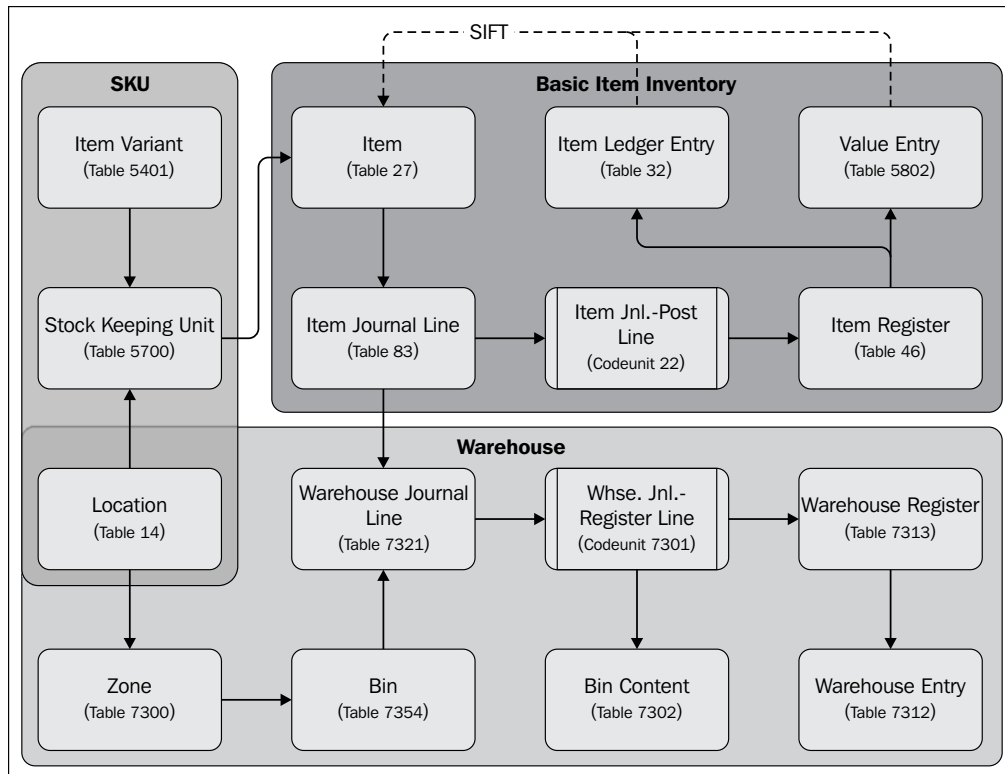 SIFT
SKU
Basic Item Inventory
Item Variant
(Table 5401)
Item
(Table 27)
Item Ledger Entry
(Table 32)
Value Entry
(Table 5802)
Stock Keeping Unit
(Table 5700)
Item Journal Line
(Table 83)
Item Jnl.-Post
Line
(Codeunit 22)
Item Register
(Table 46)
Warehouse
Location
(Table 14)
Warehouse Journal
Line
(Table 7321)
Whse. Jnl.-
Register Line
(Codeunit 7301)
Warehouse Register
(Table 7313)
Zone
(Table 7300)
Bin
(Table 7354)
Bin Content
(Table 7302)
Warehouse Entry
(Table 7312)